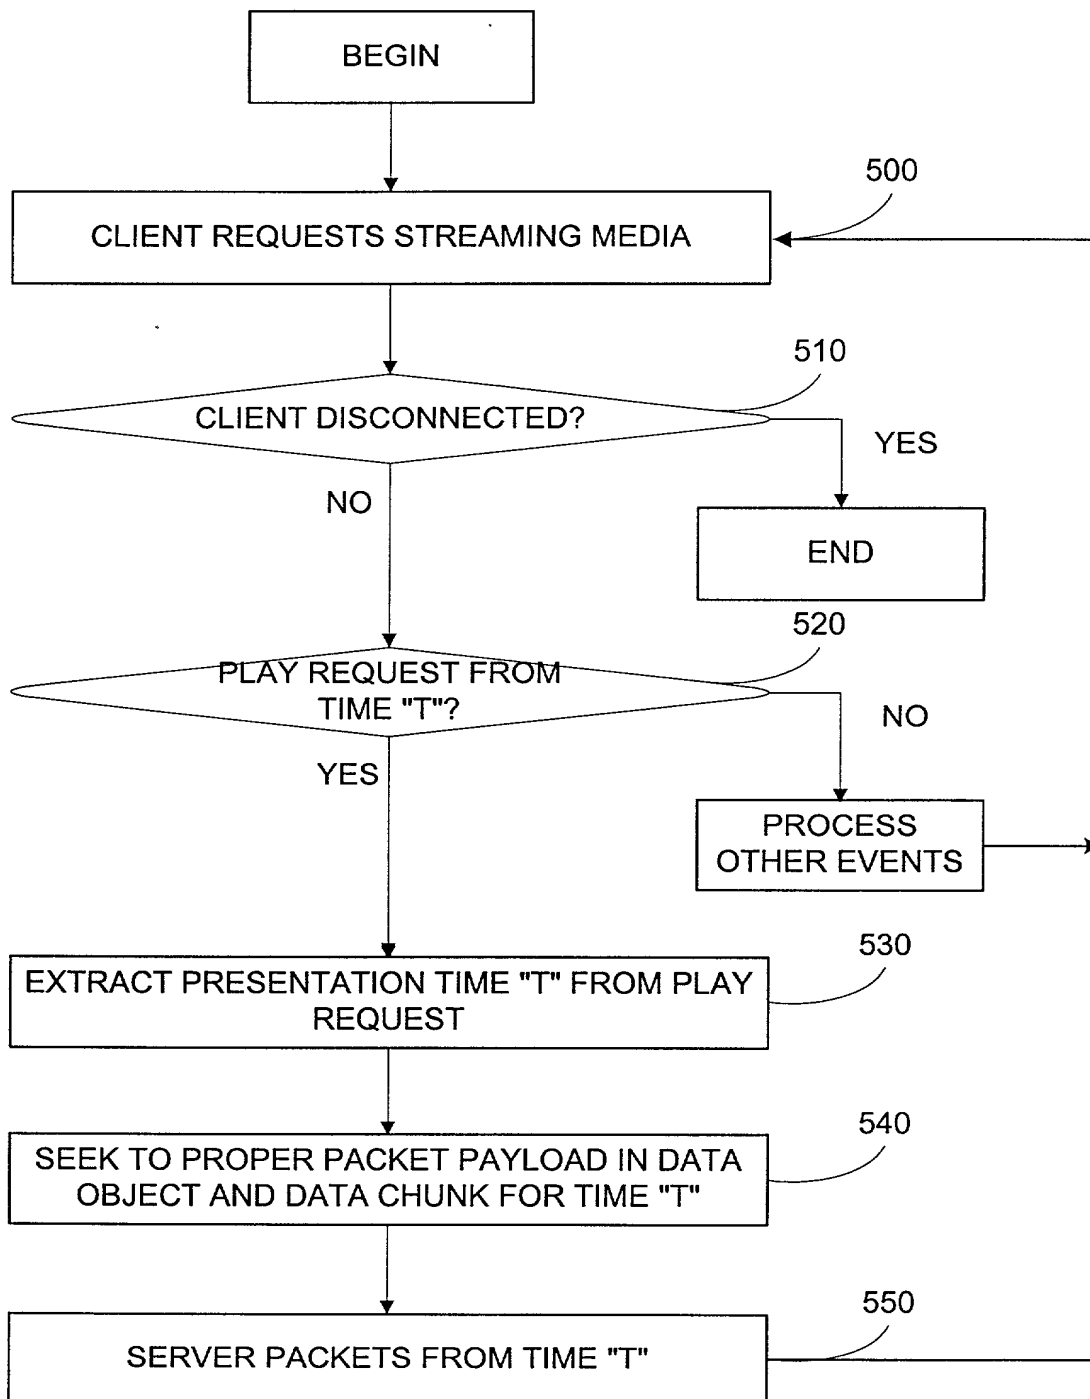 BEGIN
500
CLIENT REQUESTS STREAMING MEDIA
510
CLIENT DISCONNECTED?
YES
NO
END
520
PLAY REQUEST FROM
TIME "T"?
NO
YES
PROCESS
OTHER EVENTS
530
EXTRACT PRESENTATION TIME "T" FROM PLAY
REQUEST
540
SEEK TO PROPER PACKET PAYLOAD IN DATA
OBJECT AND DATA CHUNK FOR TIME "T"
550
SERVER PACKETS FROM TIME "T"